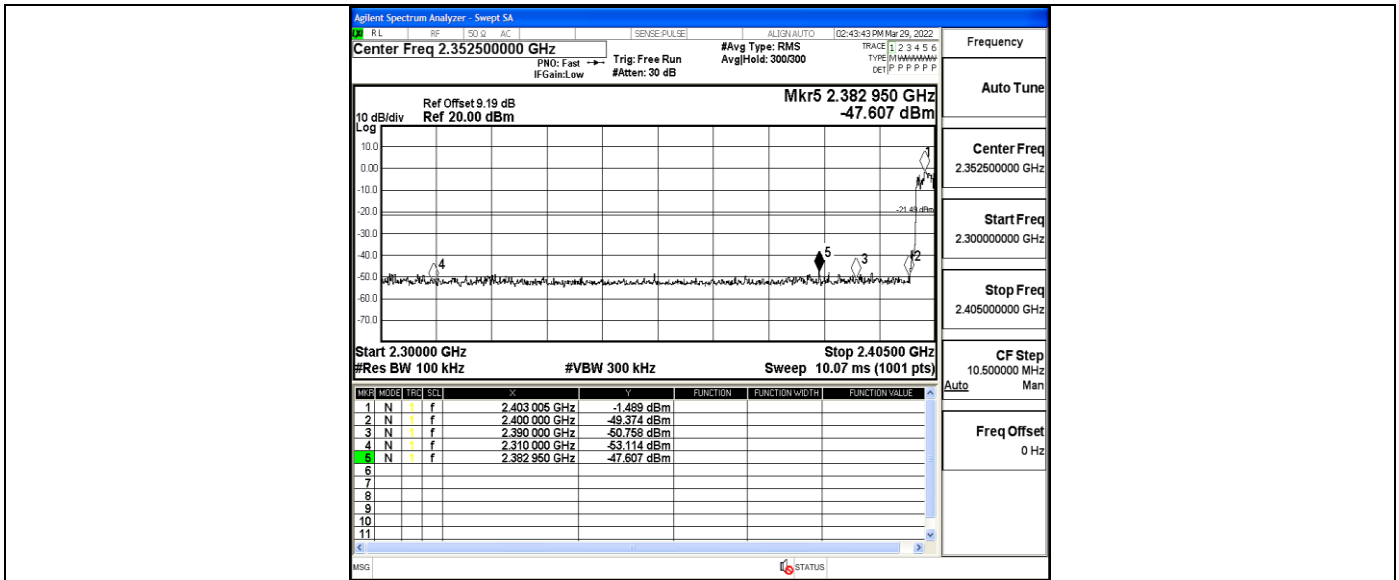 Agilent Spectrum Analyzer - Swept SA
RL RF 50 Ω AC SENSE:PULSE ALIGN AUTO 02:43:43 PM Mar 29, 2022
Center Freq 2.352500000 GHz
PNO: Fast Trig: Free Run
IFGain:Low #Atten: 30 dB
#Avg Type: RMS
Avg|Hold: 300/300
TRACE 1 2 3 4 5 6
TYPE M
DET P P P P P P
Mkr5 2.382 950 GHz
-47.607 dBm
Ref Offset 9.19 dB
10 dB/div Ref 20.00 dBm
Log
10.0
0.00
-10.0
-20.0
-30.0
-40.0
-50.0
-60.0
-70.0
1
-21.49 dBm
4
5
3
2
Start 2.30000 GHz Stop 2.40500 GHz
#Res BW 100 kHz #VBW 300 kHz Sweep 10.07 ms (1001 pts)
MKR MODE TRC SCL X Y FUNCTION FUNCTION WIDTH FUNCTION VALUE
1 N 1 f 2.403 005 GHz -1.489 dBm
2 N 1 f 2.400 000 GHz -49.374 dBm
3 N 1 f 2.390 000 GHz -50.758 dBm
4 N 1 f 2.310 000 GHz -53.114 dBm
5 N 1 f 2.382 950 GHz -47.607 dBm
6
7
8
9
10
11
MSG STATUS
Frequency
Auto Tune
Center Freq
2.352500000 GHz
Start Freq
2.300000000 GHz
Stop Freq
2.405000000 GHz
CF Step
10.500000 MHz
Auto Man
Freq Offset
0 Hz